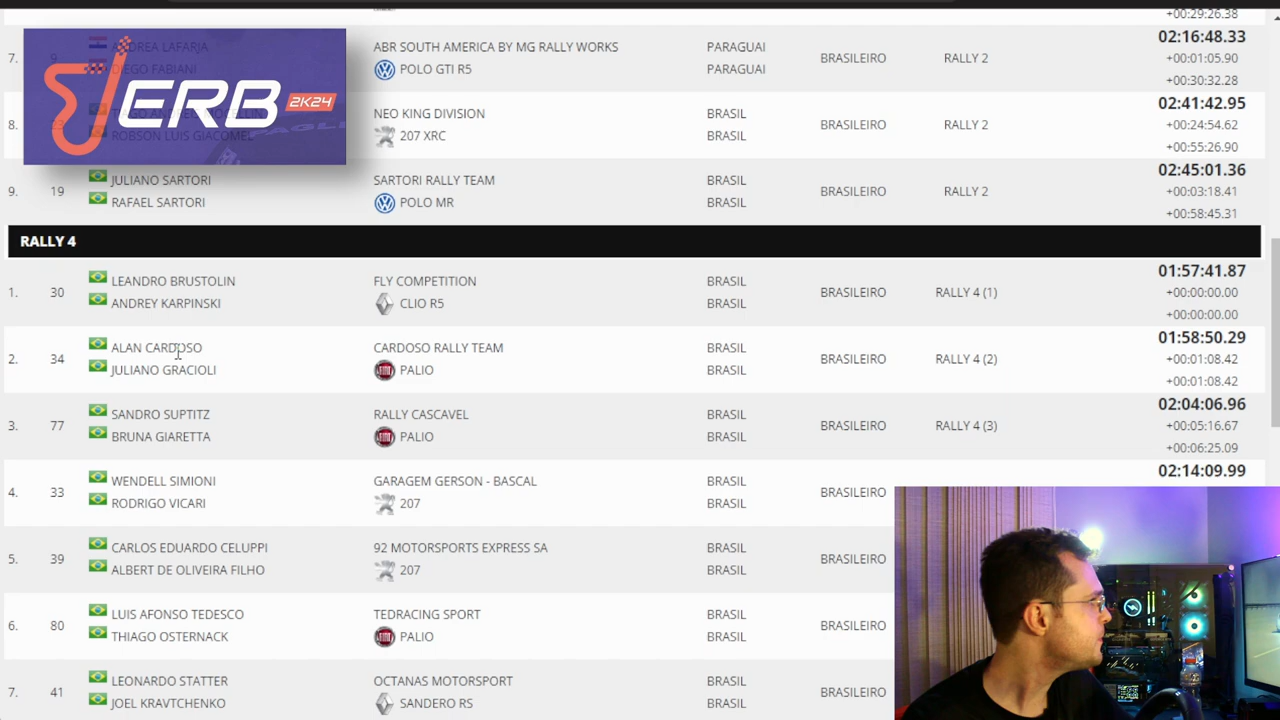 +00:29:26.38
7. 9 ANDREA LAFARJA ABR SOUTH AMERICA BY MG RALLY WORKS PARAGUAI BRASILEIRO RALLY 2 02:16:48.33
DIEGO FABIANI POLO GTI R5 PARAGUAI +00:01:05.90
+00:30:32.28
ERB 2K24
8. NEO KING DIVISION BRASIL BRASILEIRO RALLY 2 02:41:42.95
ROBSON LUIS GIACOMEL 207 XRC BRASIL +00:24:54.62
+00:55:26.90
9. 19 JULIANO SARTORI SARTORI RALLY TEAM BRASIL BRASILEIRO RALLY 2 02:45:01.36
RAFAEL SARTORI POLO MR BRASIL +00:03:18.41
+00:58:45.31
RALLY 4
1. 30 LEANDRO BRUSTOLIN FLY COMPETITION BRASIL BRASILEIRO RALLY 4 (1) 01:57:41.87
ANDREY KARPINSKI CLIO R5 BRASIL +00:00:00.00
+00:00:00.00
2. 34 ALAN CARDOSO CARDOSO RALLY TEAM BRASIL BRASILEIRO RALLY 4 (2) 01:58:50.29
JULIANO GRACIOLI PALIO BRASIL +00:01:08.42
+00:01:08.42
3. 77 SANDRO SUPTITZ RALLY CASCAVEL BRASIL BRASILEIRO RALLY 4 (3) 02:04:06.96
BRUNA GIARETTA PALIO BRASIL +00:05:16.67
+00:06:25.09
4. 33 WENDELL SIMIONI GARAGEM GERSON - BASCAL BRASIL BRASILEIRO 02:14:09.99
RODRIGO VICARI 207 BRASIL
5. 39 CARLOS EDUARDO CELUPPI 92 MOTORSPORTS EXPRESS SA BRASIL BRASILEIRO
ALBERT DE OLIVEIRA FILHO 207 BRASIL
6. 80 LUIS AFONSO TEDESCO TEDRACING SPORT BRASIL BRASILEIRO
THIAGO OSTERNACK PALIO BRASIL
7. 41 LEONARDO STATTER OCTANAS MOTORSPORT BRASIL BRASILEIRO
JOEL KRAVTCHENKO SANDERO RS BRASIL